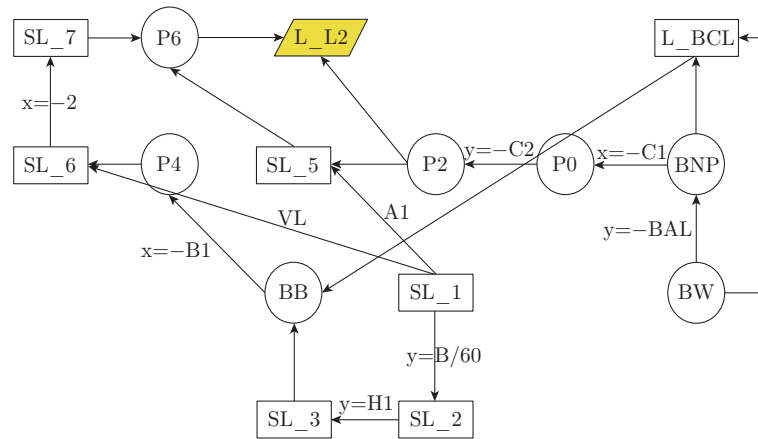 SL_7
P6
L_L2
L_BCL
x=−2
SL_6
P4
SL_5
P2
y=−C2
P0
x=−C1
BNP
VL
A1
y=−BAL
x=−B1
BB
SL_1
BW
y=B/60
SL_3
y=H1
SL_2